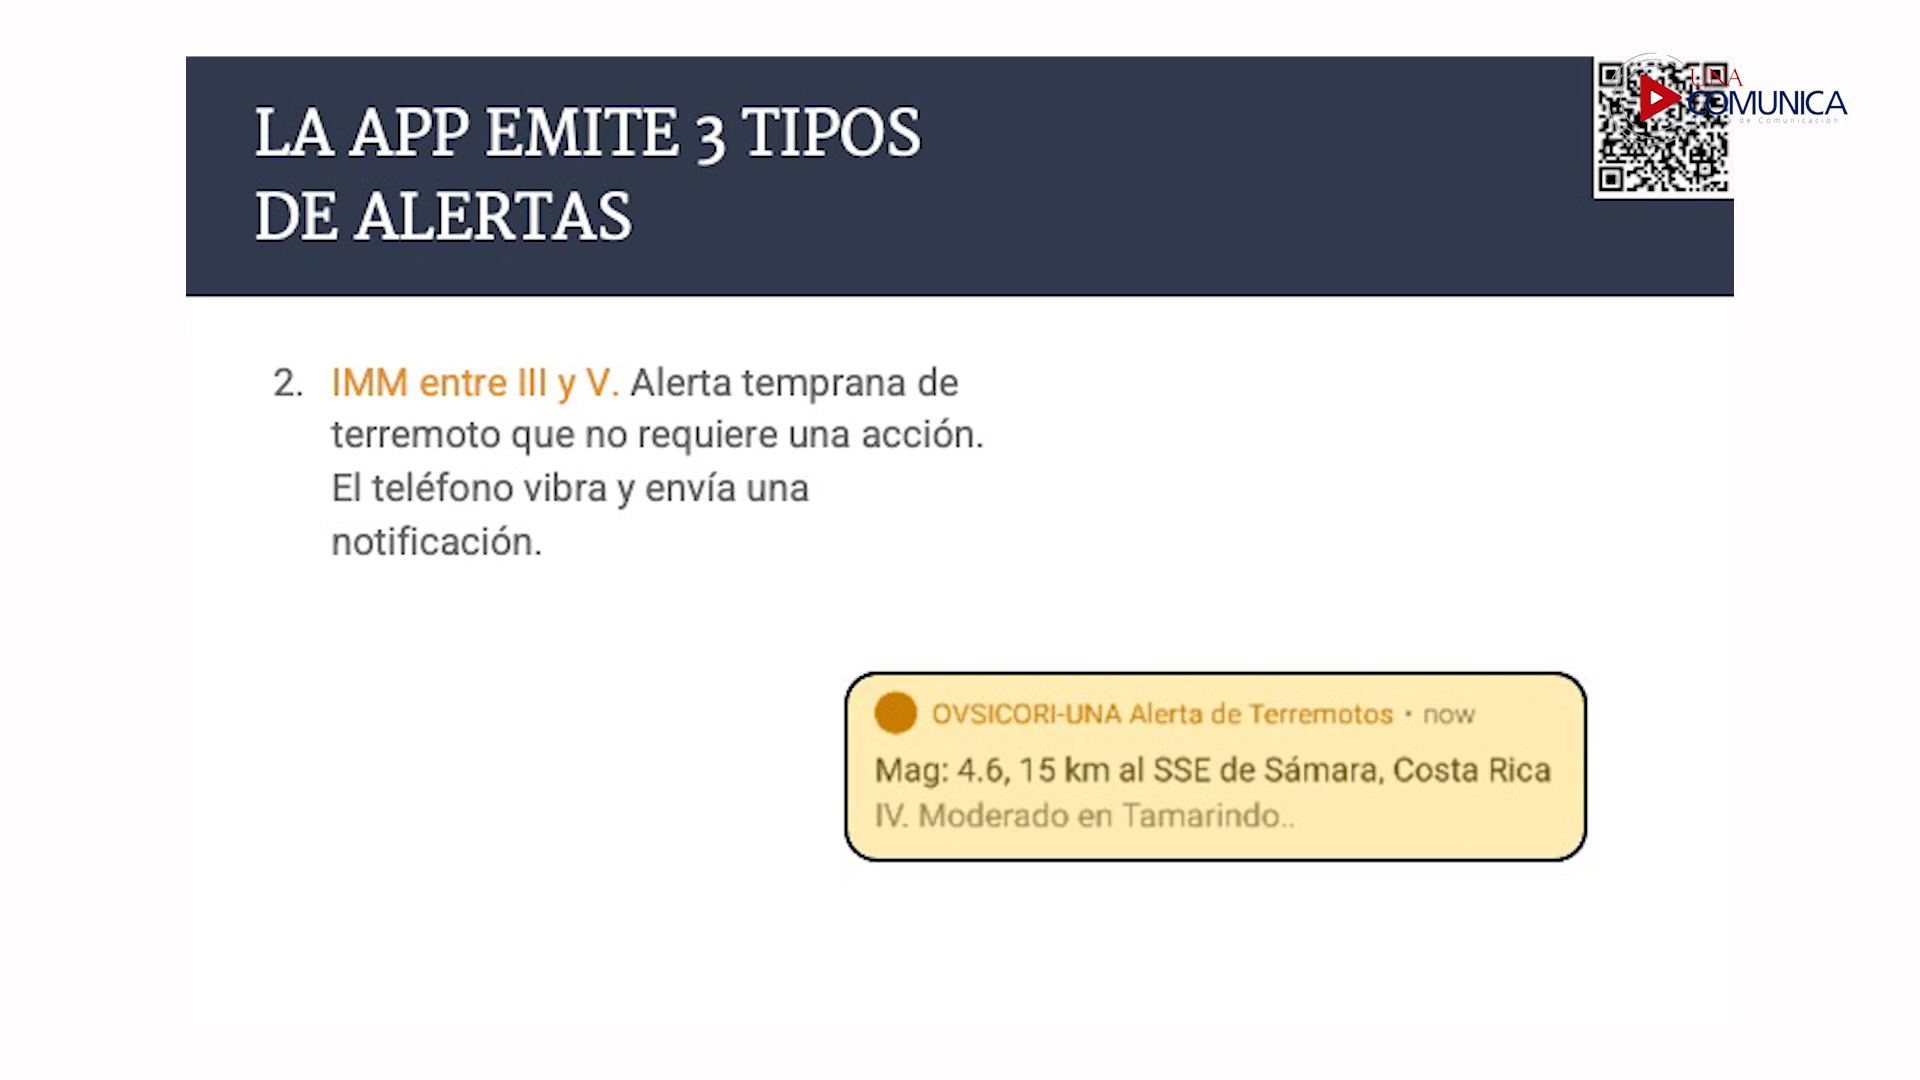 LA APP EMITE 3 TIPOS
DE ALERTAS
UNA
COMUNICA
de Comunicación
2. IMM entre III y V. Alerta temprana de
terremoto que no requiere una acción.
El teléfono vibra y envía una
notificación.
OVSICORI-UNA Alerta de Terremotos • now
Mag: 4.6, 15 km al SSE de Sámara, Costa Rica
IV. Moderado en Tamarindo..